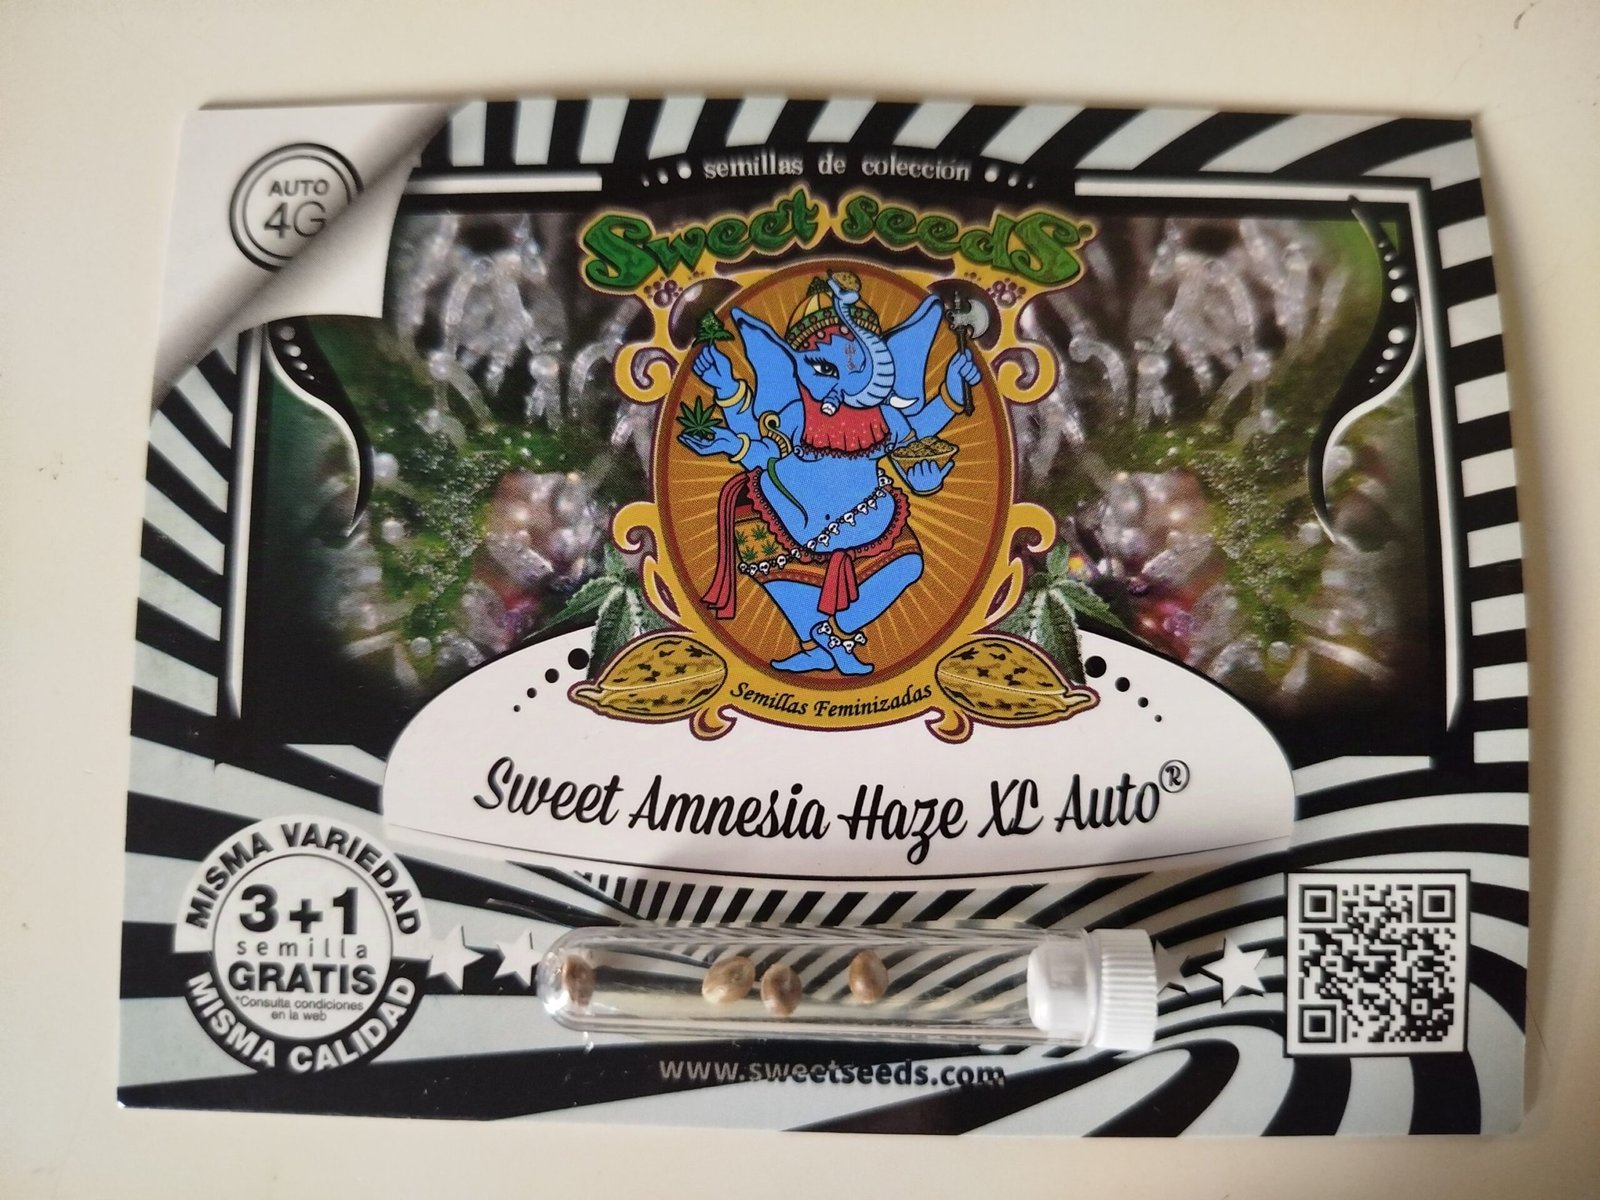 AUTO
4G
semillas de colección
Sweet Seeds®
Semillas Feminizadas
Sweet Amnesia Haze XL Auto®
MISMA VARIEDAD
3+1
semilla
GRATIS
*Consulta condiciones
en la web
MISMA CALIDAD
www.sweetseeds.com